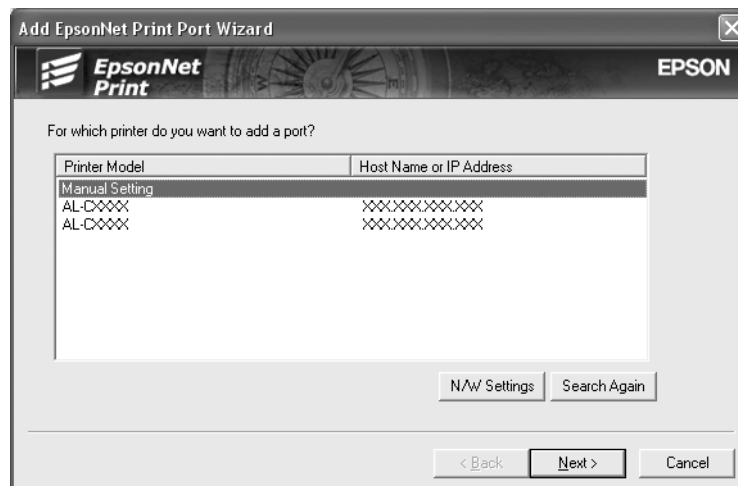 Add EpsonNet Print Port Wizard
EpsonNet
Print
EPSON
For which printer do you want to add a port?
Printer Model Host Name or IP Address
Manual Setting
AL-CXXXX XXX.XXX.XXX.XXX
AL-CXXXX XXX.XXX.XXX.XXX
N/W Settings Search Again
< Back Next > Cancel